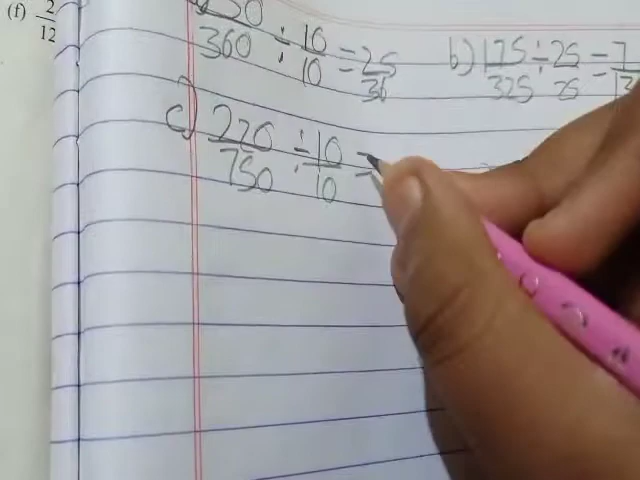 (f) 2/12
250/360 ÷ 10/10 = 25/36 b) 175/325 ÷ 25/25 = 7/13
c) 220/750 ÷ 10/10 =